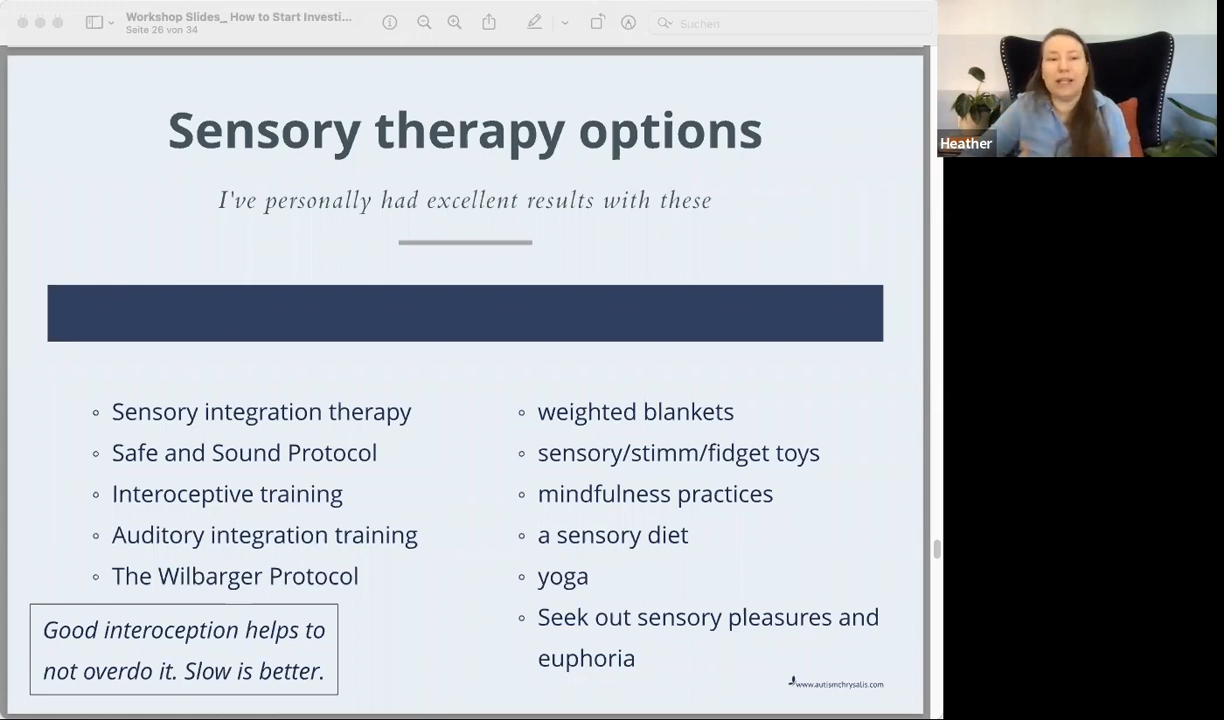 Workshop Slides_ How to Start Investi...
Seite 26 von 34
Suchen
Sensory therapy options
I've personally had excellent results with these
Sensory integration therapy
Safe and Sound Protocol
Interoceptive training
Auditory integration training
The Wilbarger Protocol
Good interoception helps to
not overdo it. Slow is better.
weighted blankets
sensory/stimm/fidget toys
mindfulness practices
a sensory diet
yoga
Seek out sensory pleasures and
euphoria
www.autismchrysalis.com
Heather